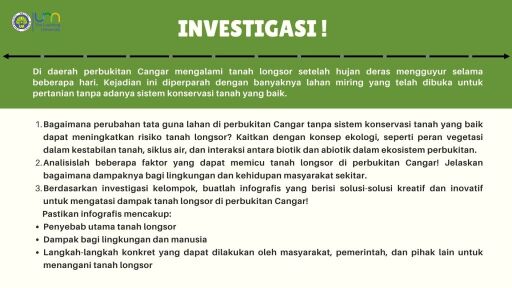 INVESTIGASI !
Di daerah perbukitan Cangar mengalami tanah longsor setelah hujan deras mengguyur selama
beberapa hari. Kejadian ini diperparah dengan banyaknya lahan miring yang telah dibuka untuk
pertanian tanpa adanya sistem konservasi tanah yang baik.
1. Bagaimana perubahan tata guna lahan di perbukitan Cangar tanpa sistem konservasi tanah yang baik
dapat meningkatkan risiko tanah longsor? Kaitkan dengan konsep ekologi, seperti peran vegetasi
dalam kestabilan tanah, siklus air, dan interaksi antara biotik dan abiotik dalam ekosistem perbukitan.
2. Analisislah beberapa faktor yang dapat memicu tanah longsor di perbukitan Cangar! Jelaskan
bagaimana dampaknya bagi lingkungan dan kehidupan masyarakat sekitar.
3. Berdasarkan investigasi kelompok, buatlah infografis yang berisi solusi-solusi kreatif dan inovatif
untuk mengatasi dampak tanah longsor di perbukitan Cangar!
Pastikan infografis mencakup:
• Penyebab utama tanah longsor
• Dampak bagi lingkungan dan manusia
• Langkah-langkah konkret yang dapat dilakukan oleh masyarakat, pemerintah, dan pihak lain untuk
menangani tanah longsor